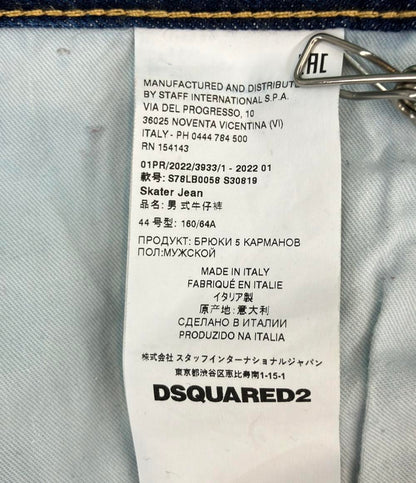 EAC
MANUFACTURED AND DISTRIBUTE
BY STAFF INTERNATIONAL S.P.A.
VIA DEL PROGRESSO, 10
36025 NOVENTA VICENTINA (VI)
ITALY - PH 0444 784 500
RN 154143
01PR/2022/3933/1 - 2022 01
款号: S78LB0058 S30819
Skater Jean
品名: 男 式牛仔裤
44 号型: 160/64A
ПРОДУКТ: БРЮКИ 5 КАРМАНОВ
ПОЛ:МУЖСКОЙ
MADE IN ITALY
FABRIQUÉ EN ITALIE
イタリア製
原产地: 意大利
СДЕЛАНО В ИТАЛИИ
PRODUZIDO NA ITALIA
株式会社 スタッフインターナショナルジャパン
東京都渋谷区恵比寿南1-15-1
DSQUARED2